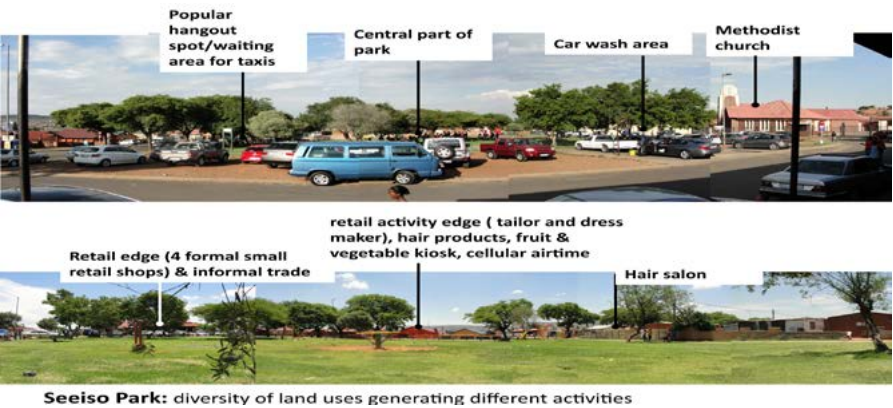 Popular
hangout
spot/waiting
area for taxis
Central part of
park
Car wash area
Methodist
church
retail activity edge ( tailor and dress
maker), hair products, fruit &
vegetable kiosk, cellular airtime
Retail edge (4 formal small
retail shops) & informal trade
Hair salon
Seeiso Park: diversity of land uses generating different activities